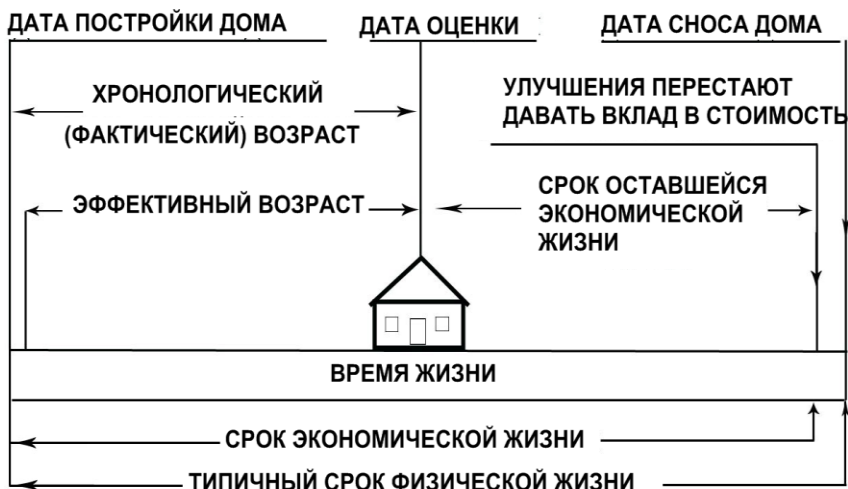 ДАТА ПОСТРОЙКИ ДОМА
ДАТА ОЦЕНКИ
ДАТА СНОСА ДОМА
ХРОНОЛОГИЧЕСКИЙ
(ФАКТИЧЕСКИЙ) ВОЗРАСТ
УЛУЧШЕНИЯ ПЕРЕСТАЮТ
ДАВАТЬ ВКЛАД В СТОИМОСТЬ
ЭФФЕКТИВНЫЙ ВОЗРАСТ
СРОК ОСТАВШЕЙСЯ
ЭКОНОМИЧЕСКОЙ
ЖИЗНИ
ВРЕМЯ ЖИЗНИ
СРОК ЭКОНОМИЧЕСКОЙ ЖИЗНИ
ТИПИЧНЫЙ СРОК ФИЗИЧЕСКОЙ ЖИЗНИ